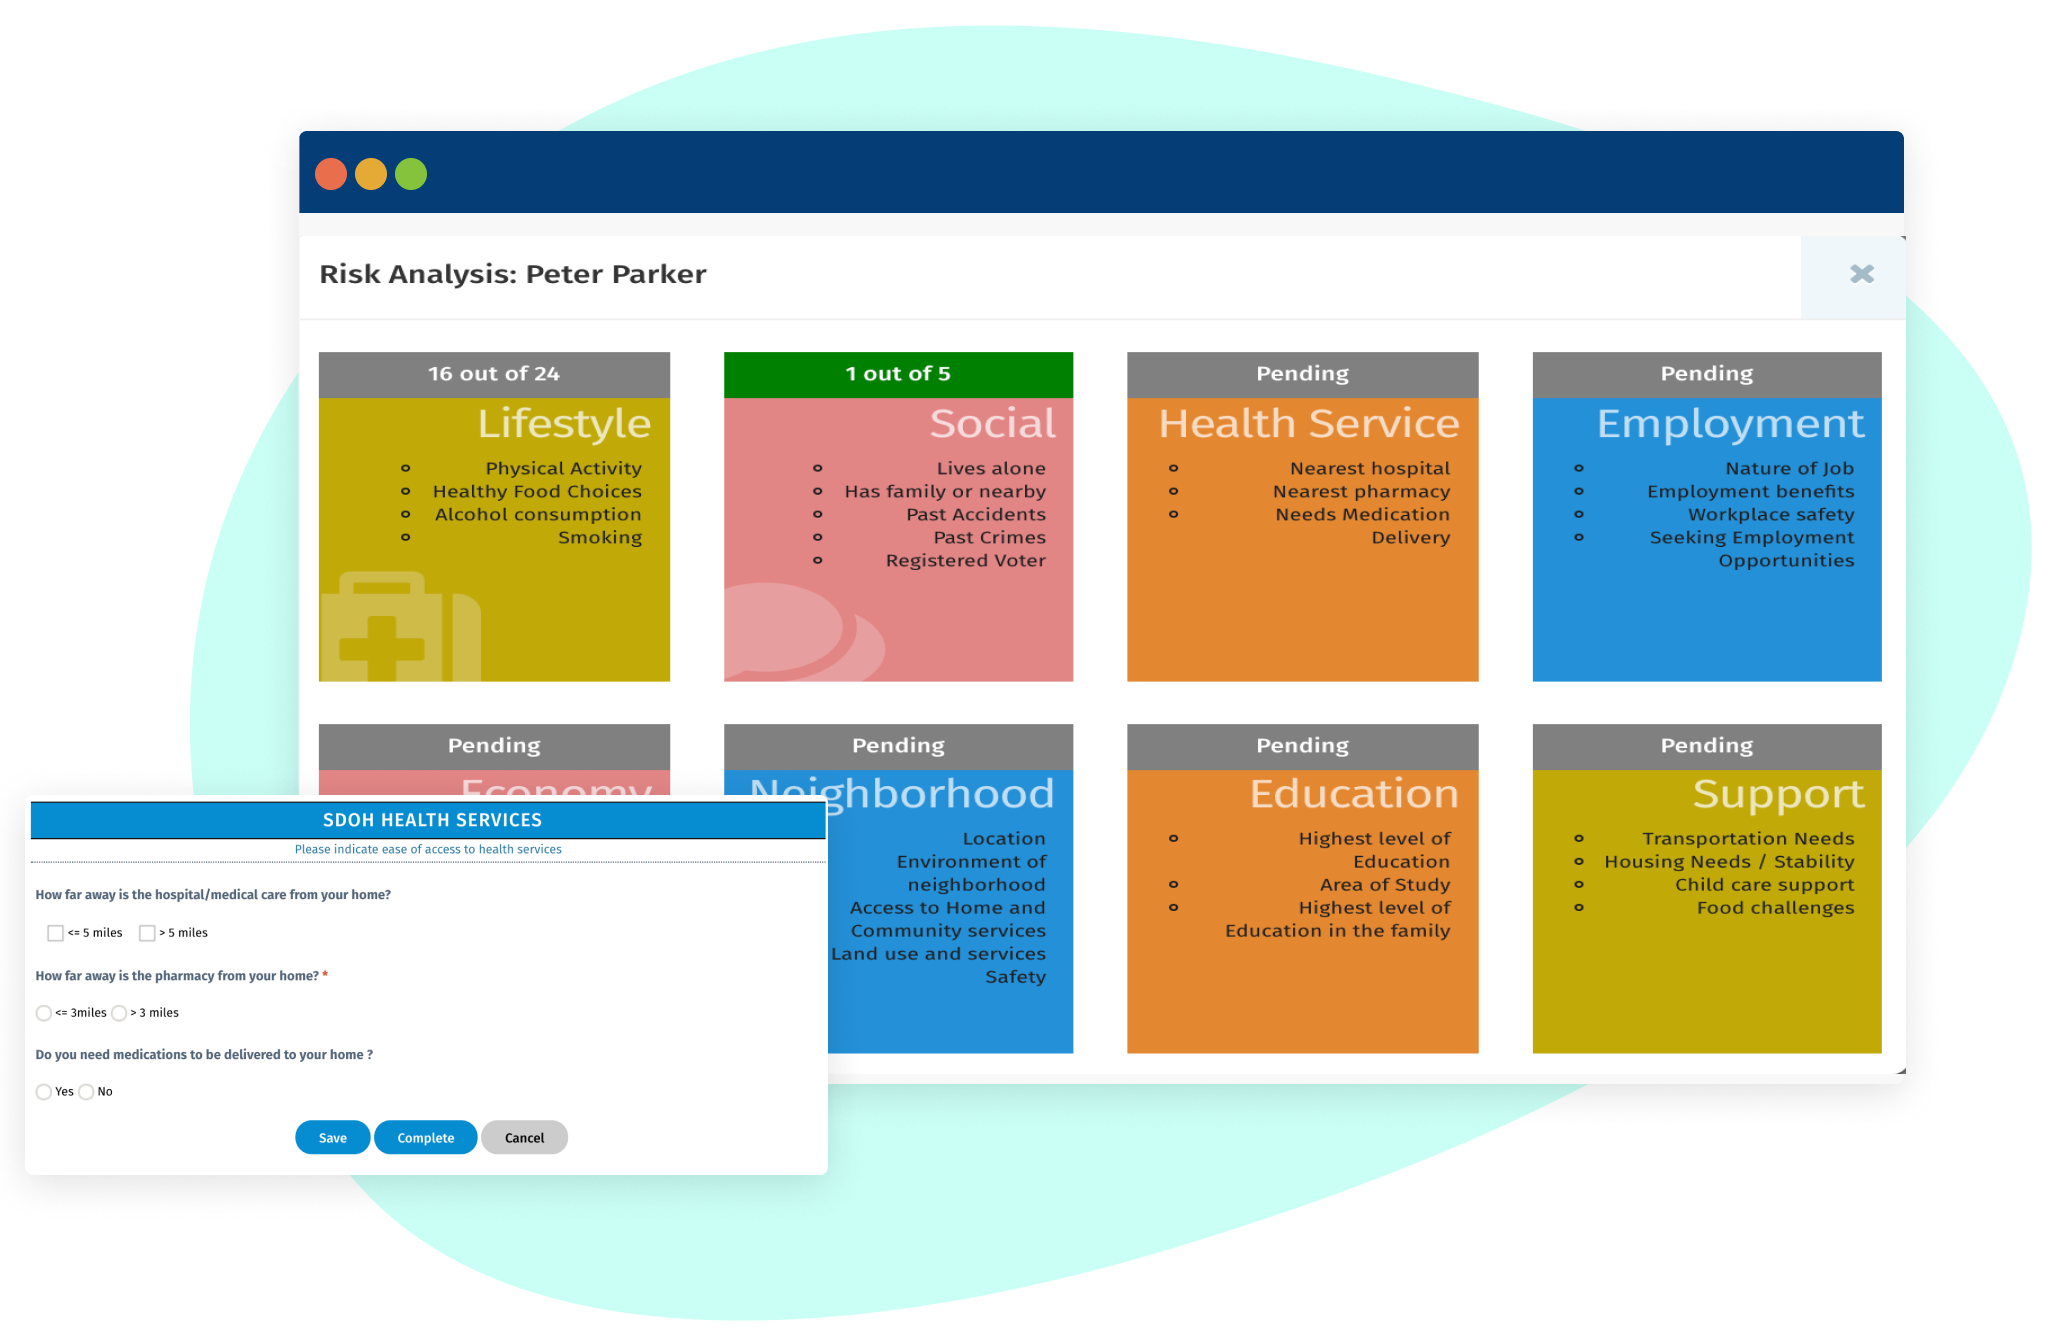 Risk Analysis: Peter Parker
16 out of 24
Lifestyle
Physical Activity
Healthy Food Choices
Alcohol consumption
Smoking
1 out of 5
Social
Lives alone
Has family or nearby
Past Accidents
Past Crimes
Registered Voter
Pending
Health Service
Nearest hospital
Nearest pharmacy
Needs Medication
Delivery
Pending
Employment
Nature of Job
Employment benefits
Workplace safety
Seeking Employment
Opportunities
Pending
Economy
Pending
Neighborhood
Location
Environment of
neighborhood
Access to Home and
Community services
Land use and services
Safety
Pending
Education
Highest level of
Education
Area of Study
Highest level of
Education in the family
Pending
Support
Transportation Needs
Housing Needs / Stability
Child care support
Food challenges
SDOH HEALTH SERVICES
Please indicate ease of access to health services
How far away is the hospital/medical care from your home?
<= 5 miles > 5 miles
How far away is the pharmacy from your home? *
<= 3miles > 3 miles
Do you need medications to be delivered to your home ?
Yes No
Save Complete Cancel